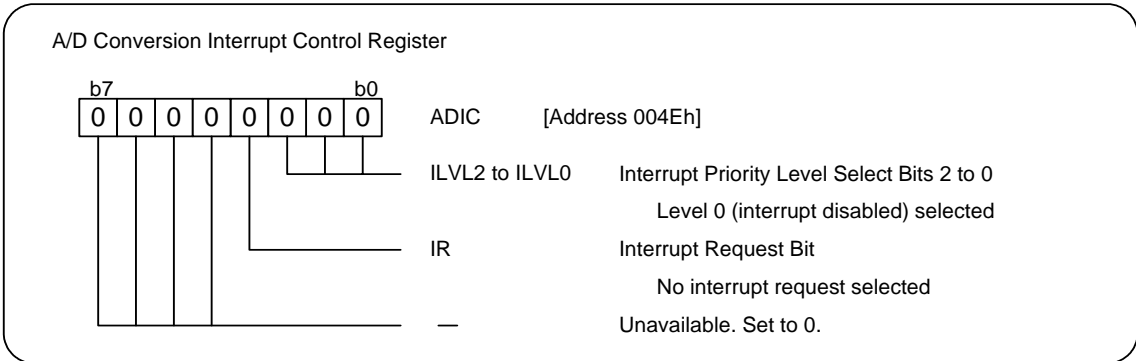 A/D Conversion Interrupt Control Register
b7 b0
0 0 0 0 0 0 0 0 ADIC [Address 004Eh]
ILVL2 to ILVL0 Interrupt Priority Level Select Bits 2 to 0
Level 0 (interrupt disabled) selected
IR Interrupt Request Bit
No interrupt request selected
— Unavailable. Set to 0.